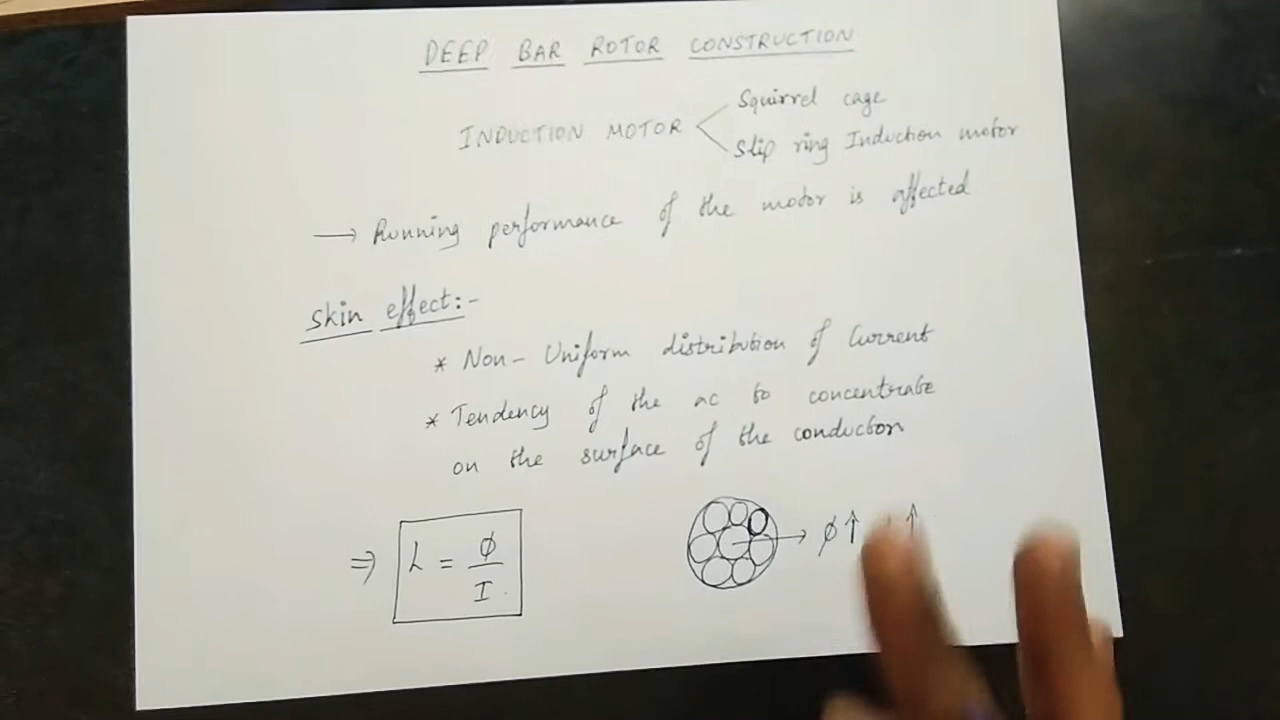 DEEP BAR ROTOR CONSTRUCTION
Squirrel cage
INDUCTION MOTOR
Slip ring Induction motor
→ Running performance of the motor is affected
Skin effect:-
* Non-Uniform distribution of Current
* Tendency of the ac to concentrate
on the surface of the conductor
⇒ L = ϕ / I
→ ϕ ↑ ↑